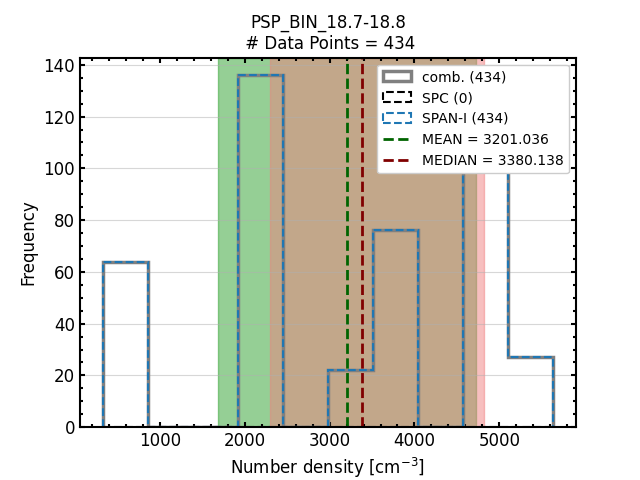 PSP_BIN_18.7-18.8
# Data Points = 434
140
120
100
80
60
40
20
0
Frequency
comb. (434)
SPC (0)
SPAN-I (434)
MEAN = 3201.036
MEDIAN = 3380.138
1000 2000 3000 4000 5000
Number density [cm⁻³]